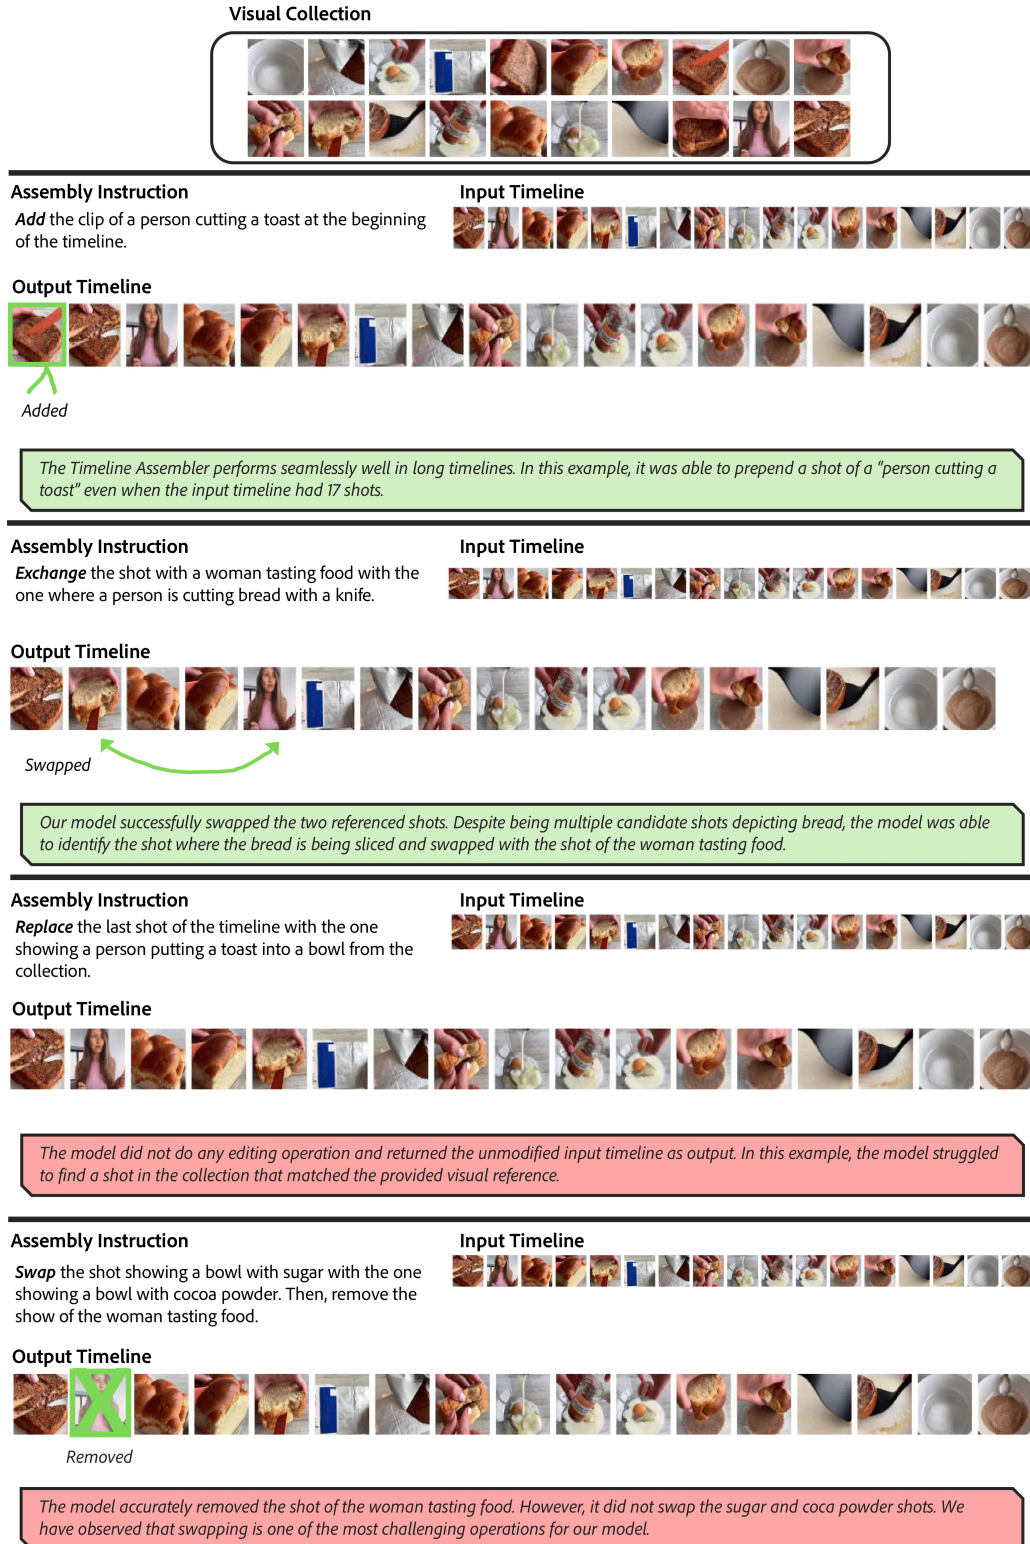 Visual Collection
Assembly Instruction
Input Timeline
Add the clip of a person cutting a toast at the beginning
of the timeline.
Output Timeline
Added
The Timeline Assembler performs seamlessly well in long timelines. In this example, it was able to prepend a shot of a “person cutting a
toast” even when the input timeline had 17 shots.
Assembly Instruction
Input Timeline
Exchange the shot with a woman tasting food with the
one where a person is cutting bread with a knife.
Output Timeline
Swapped
Our model successfully swapped the two referenced shots. Despite being multiple candidate shots depicting bread, the model was able
to identify the shot where the bread is being sliced and swapped with the shot of the woman tasting food.
Assembly Instruction
Input Timeline
Replace the last shot of the timeline with the one
showing a person putting a toast into a bowl from the
collection.
Output Timeline
The model did not do any editing operation and returned the unmodified input timeline as output. In this example, the model struggled
to find a shot in the collection that matched the provided visual reference.
Assembly Instruction
Input Timeline
Swap the shot showing a bowl with sugar with the one
showing a bowl with cocoa powder. Then, remove the
show of the woman tasting food.
Output Timeline
Removed
The model accurately removed the shot of the woman tasting food. However, it did not swap the sugar and coca powder shots. We
have observed that swapping is one of the most challenging operations for our model.